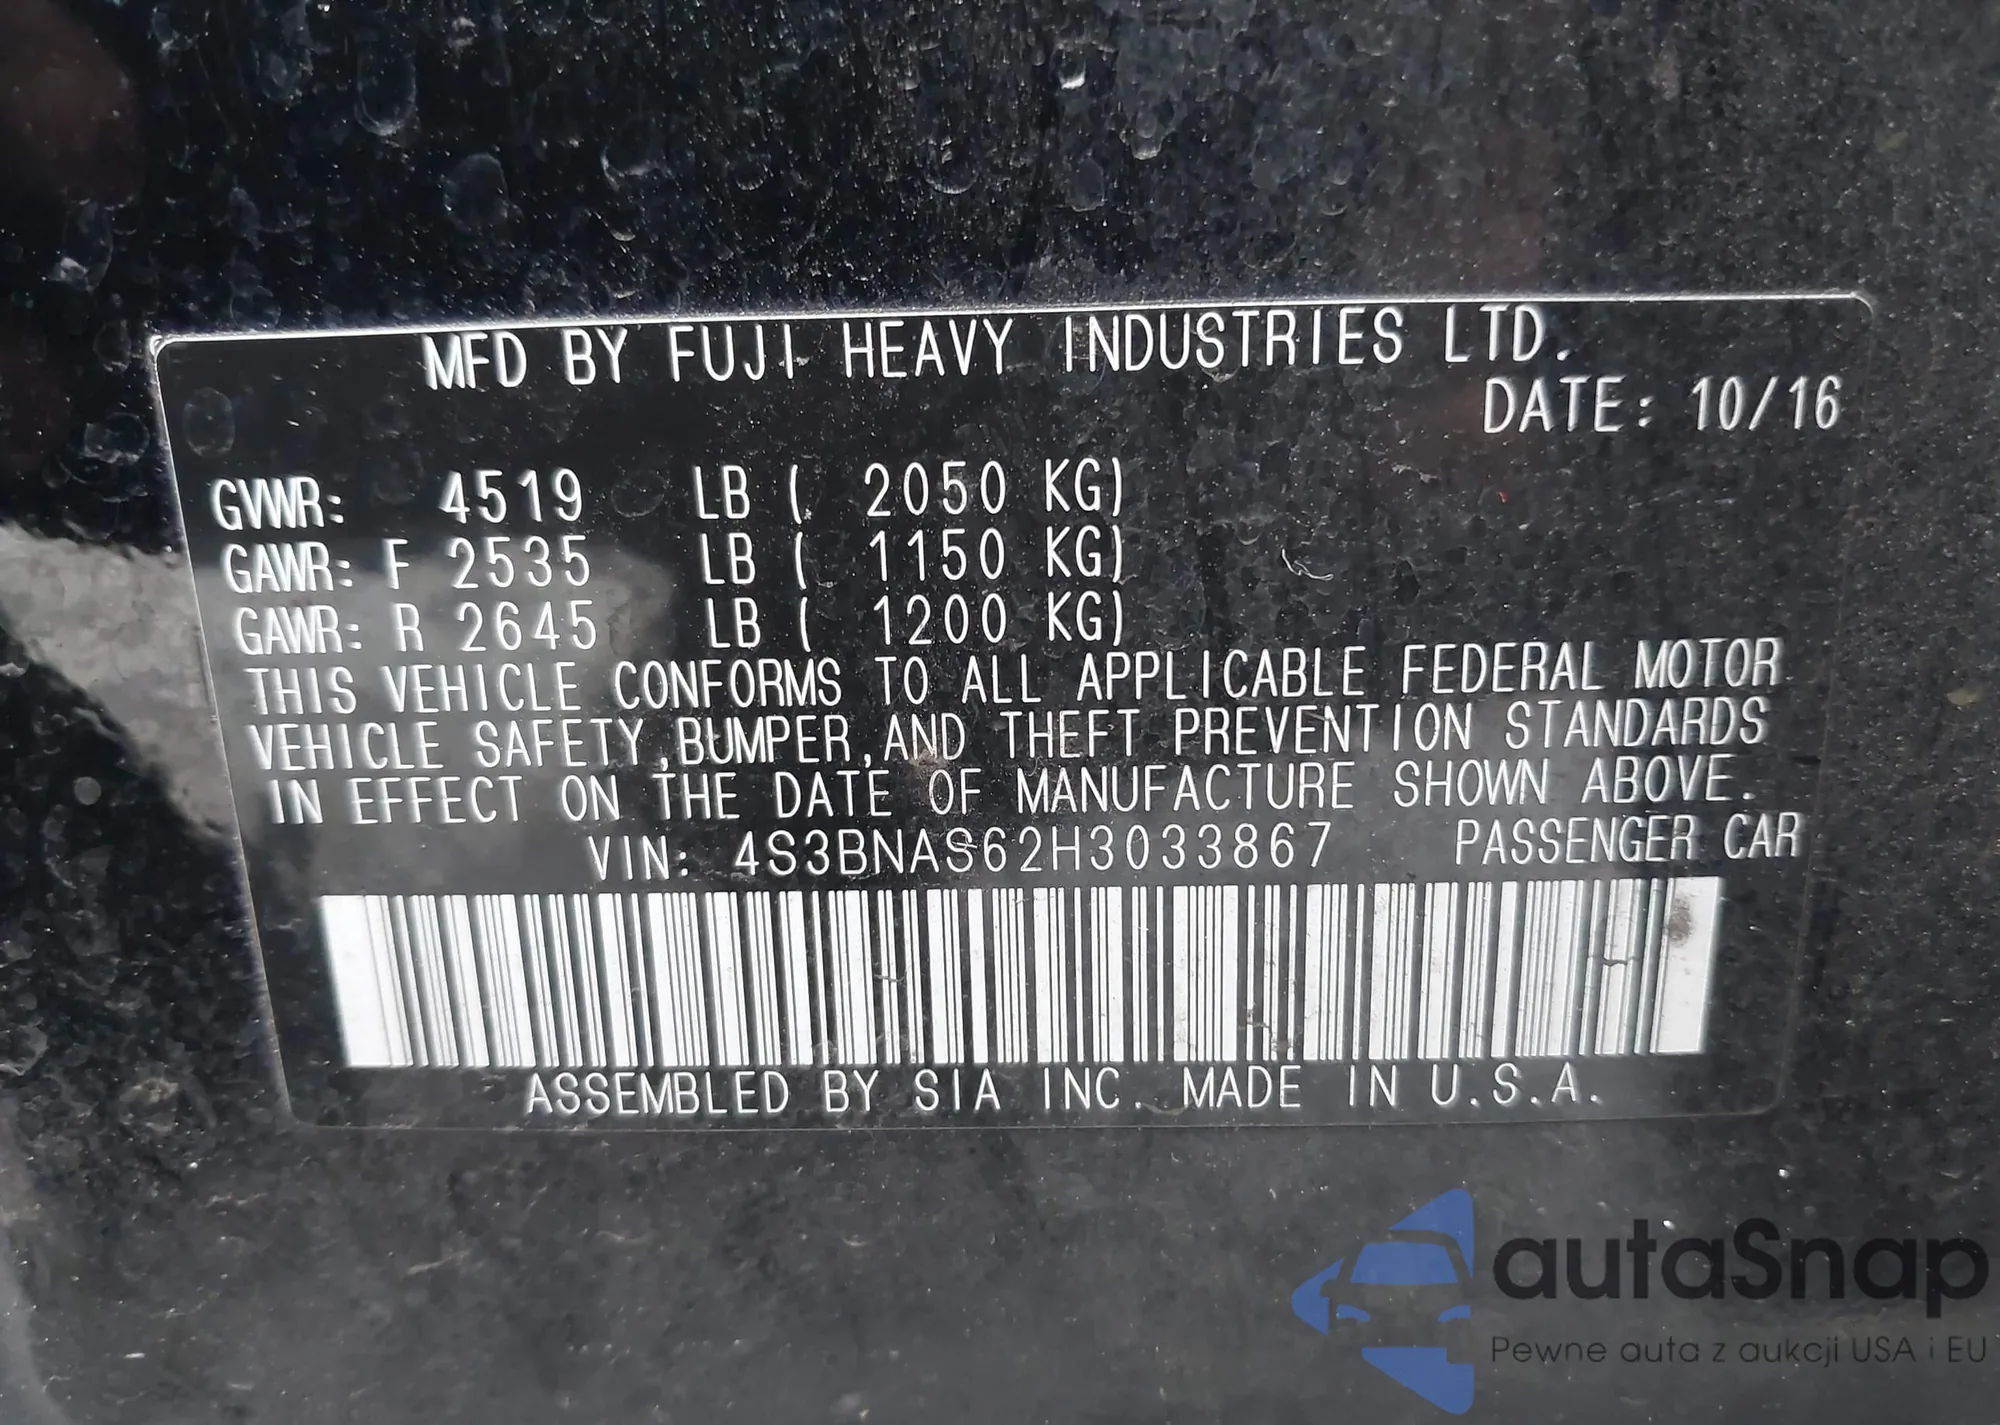 MFD BY FUJI HEAVY INDUSTRIES LTD.
DATE: 10/16
GVWR: 4519 LB ( 2050 KG)
GAWR: F 2535 LB ( 1150 KG)
GAWR: R 2645 LB ( 1200 KG)
THIS VEHICLE CONFORMS TO ALL APPLICABLE FEDERAL MOTOR
VEHICLE SAFETY,BUMPER,AND THEFT PREVENTION STANDARDS
IN EFFECT ON THE DATE OF MANUFACTURE SHOWN ABOVE.
VIN: 4S3BNAS62H3033867 PASSENGER CAR
ASSEMBLED BY SIA INC. MADE IN U.S.A.
autaSnap
Pewne auta z aukcji USA i EU